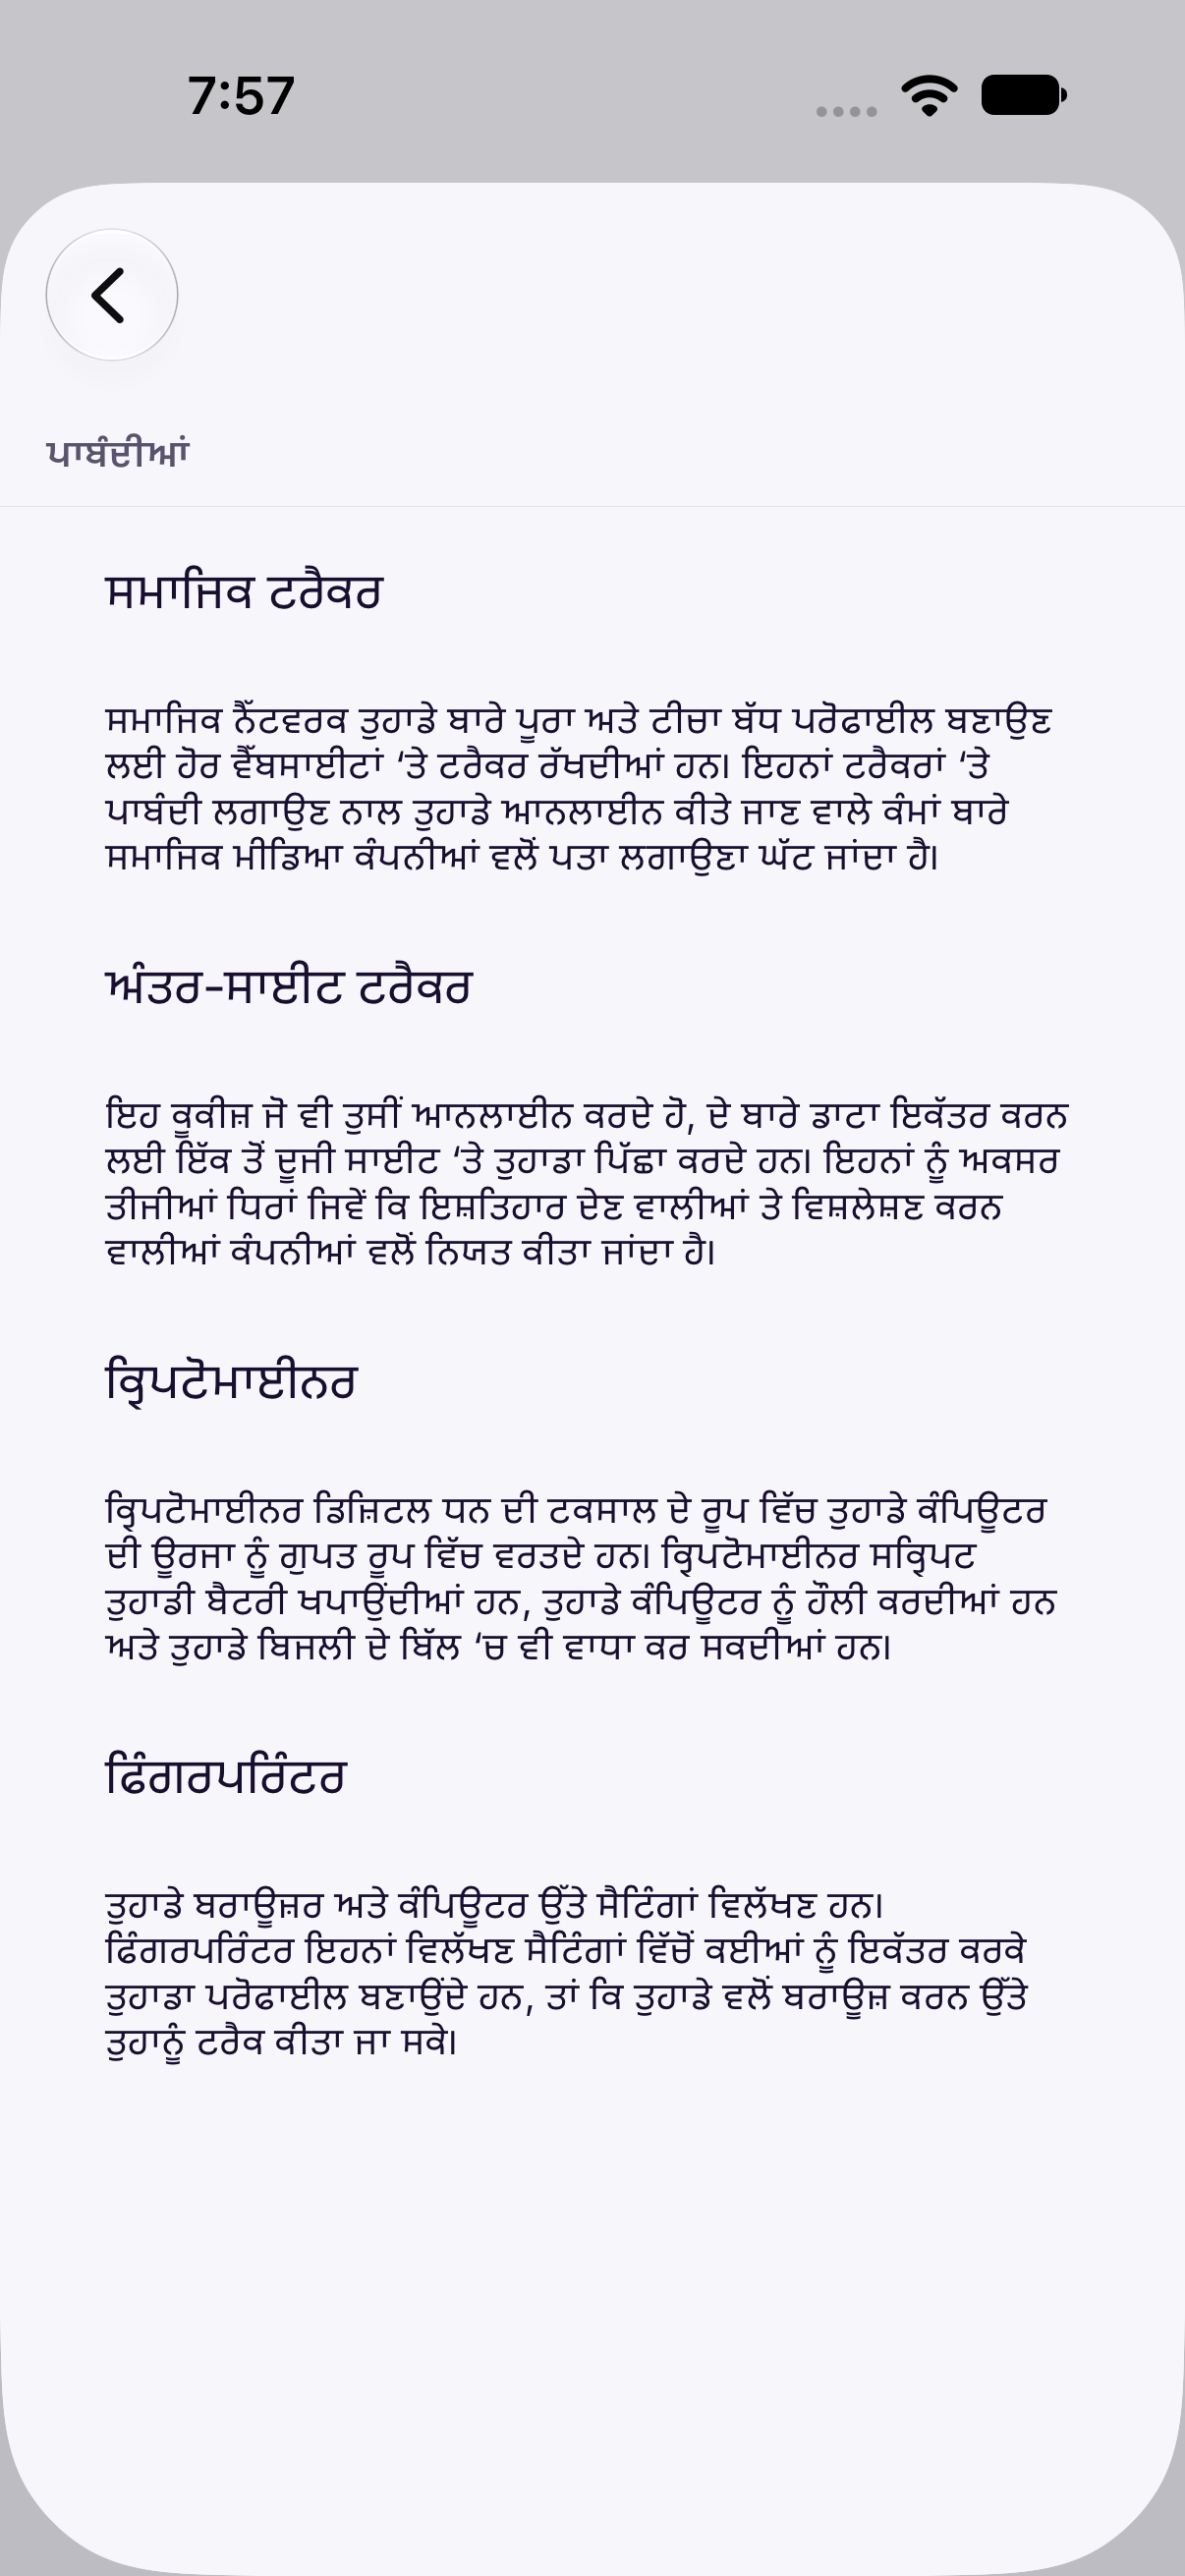 7:57
ਪਾਬੰਦੀਆਂ
ਸਮਾਜਿਕ ਟਰੈਕਰ
ਸਮਾਜਿਕ ਨੈੱਟਵਰਕ ਤੁਹਾਡੇ ਬਾਰੇ ਪੂਰਾ ਅਤੇ ਟੀਚਾ ਬੱਧ ਪਰੋਫਾਈਲ ਬਣਾਉਣ
ਲਈ ਹੋਰ ਵੈੱਬਸਾਈਟਾਂ ‘ਤੇ ਟਰੈਕਰ ਰੱਖਦੀਆਂ ਹਨ। ਇਹਨਾਂ ਟਰੈਕਰਾਂ ‘ਤੇ
ਪਾਬੰਦੀ ਲਗਾਉਣ ਨਾਲ ਤੁਹਾਡੇ ਆਨਲਾਈਨ ਕੀਤੇ ਜਾਣ ਵਾਲੇ ਕੰਮਾਂ ਬਾਰੇ
ਸਮਾਜਿਕ ਮੀਡਿਆ ਕੰਪਨੀਆਂ ਵਲੋਂ ਪਤਾ ਲਗਾਉਣਾ ਘੱਟ ਜਾਂਦਾ ਹੈ।
ਅੰਤਰ-ਸਾਈਟ ਟਰੈਕਰ
ਇਹ ਕੂਕੀਜ਼ ਜੋ ਵੀ ਤੁਸੀਂ ਆਨਲਾਈਨ ਕਰਦੇ ਹੋ, ਦੇ ਬਾਰੇ ਡਾਟਾ ਇਕੱਤਰ ਕਰਨ
ਲਈ ਇੱਕ ਤੋਂ ਦੂਜੀ ਸਾਈਟ ‘ਤੇ ਤੁਹਾਡਾ ਪਿੱਛਾ ਕਰਦੇ ਹਨ। ਇਹਨਾਂ ਨੂੰ ਅਕਸਰ
ਤੀਜੀਆਂ ਧਿਰਾਂ ਜਿਵੇਂ ਕਿ ਇਸ਼ਤਿਹਾਰ ਦੇਣ ਵਾਲੀਆਂ ਤੇ ਵਿਸ਼ਲੇਸ਼ਣ ਕਰਨ
ਵਾਲੀਆਂ ਕੰਪਨੀਆਂ ਵਲੋਂ ਨਿਯਤ ਕੀਤਾ ਜਾਂਦਾ ਹੈ।
ਕ੍ਰਿਪਟੋਮਾਈਨਰ
ਕ੍ਰਿਪਟੋਮਾਈਨਰ ਡਿਜ਼ਿਟਲ ਧਨ ਦੀ ਟਕਸਾਲ ਦੇ ਰੂਪ ਵਿੱਚ ਤੁਹਾਡੇ ਕੰਪਿਊਟਰ
ਦੀ ਊਰਜਾ ਨੂੰ ਗੁਪਤ ਰੂਪ ਵਿੱਚ ਵਰਤਦੇ ਹਨ। ਕ੍ਰਿਪਟੋਮਾਈਨਰ ਸਕ੍ਰਿਪਟ
ਤੁਹਾਡੀ ਬੈਟਰੀ ਖਪਾਉਂਦੀਆਂ ਹਨ, ਤੁਹਾਡੇ ਕੰਪਿਊਟਰ ਨੂੰ ਹੌਲੀ ਕਰਦੀਆਂ ਹਨ
ਅਤੇ ਤੁਹਾਡੇ ਬਿਜਲੀ ਦੇ ਬਿੱਲ ‘ਚ ਵੀ ਵਾਧਾ ਕਰ ਸਕਦੀਆਂ ਹਨ।
ਫਿੰਗਰਪਰਿੰਟਰ
ਤੁਹਾਡੇ ਬਰਾਊਜ਼ਰ ਅਤੇ ਕੰਪਿਊਟਰ ਉੱਤੇ ਸੈਟਿੰਗਾਂ ਵਿਲੱਖਣ ਹਨ।
ਫਿੰਗਰਪਰਿੰਟਰ ਇਹਨਾਂ ਵਿਲੱਖਣ ਸੈਟਿੰਗਾਂ ਵਿੱਚੋਂ ਕਈਆਂ ਨੂੰ ਇਕੱਤਰ ਕਰਕੇ
ਤੁਹਾਡਾ ਪਰੋਫਾਈਲ ਬਣਾਉਂਦੇ ਹਨ, ਤਾਂ ਕਿ ਤੁਹਾਡੇ ਵਲੋਂ ਬਰਾਊਜ਼ ਕਰਨ ਉੱਤੇ
ਤੁਹਾਨੂੰ ਟਰੈਕ ਕੀਤਾ ਜਾ ਸਕੇ।